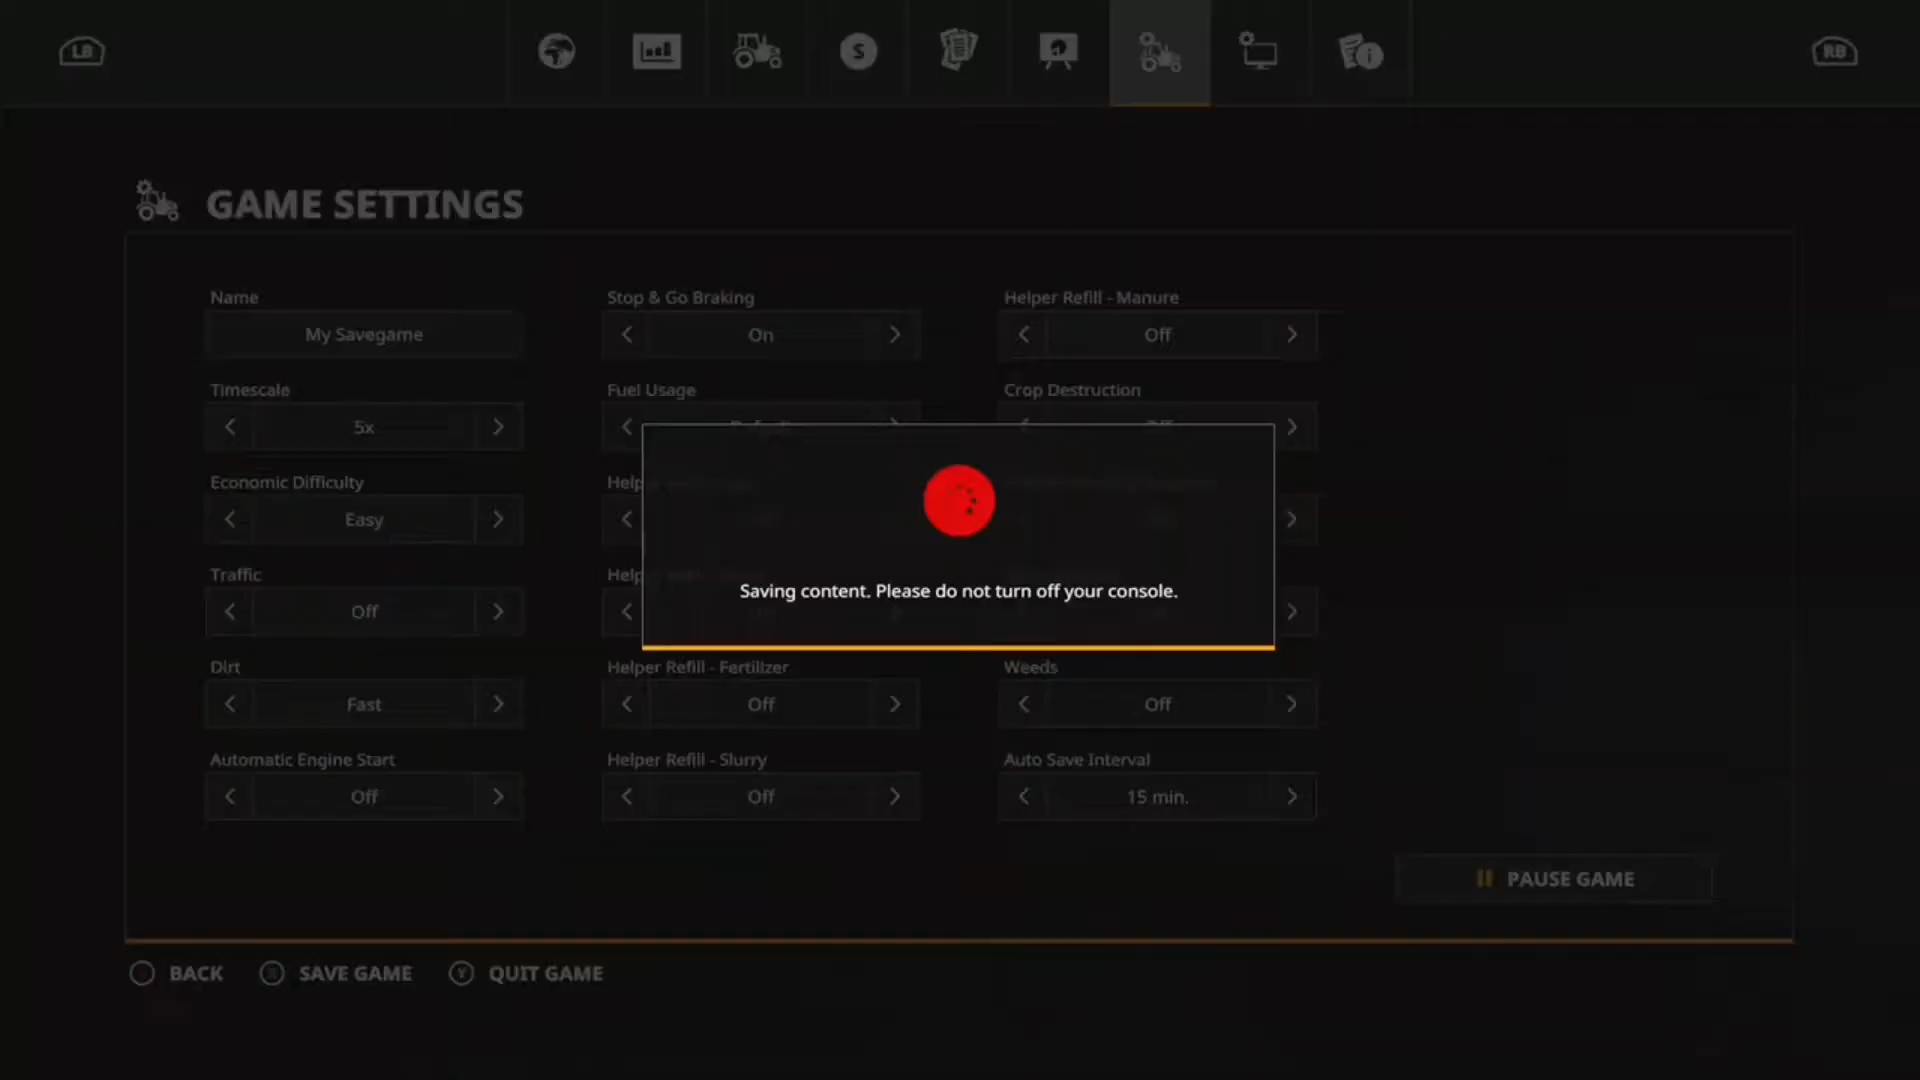 LB
RB
GAME SETTINGS
Name
My Savegame
Timescale
5x
Economic Difficulty
Easy
Traffic
Off
Dirt
Fast
Automatic Engine Start
Off
Stop & Go Braking
On
Fuel Usage
Help
Help
Helper Refill - Fertilizer
Off
Helper Refill - Slurry
Off
Helper Refill - Manure
Off
Crop Destruction
Off
Weeds
Off
Auto Save Interval
15 min.
Saving content. Please do not turn off your console.
PAUSE GAME
BACK
SAVE GAME
Y QUIT GAME